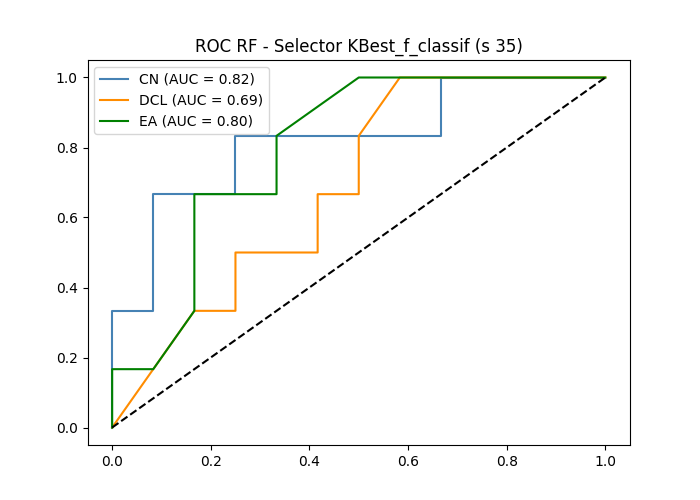 ROC RF - Selector KBest_f_classif (s 35)
CN (AUC = 0.82)
DCL (AUC = 0.69)
EA (AUC = 0.80)
1.0
0.8
0.6
0.4
0.2
0.0
0.0 0.2 0.4 0.6 0.8 1.0